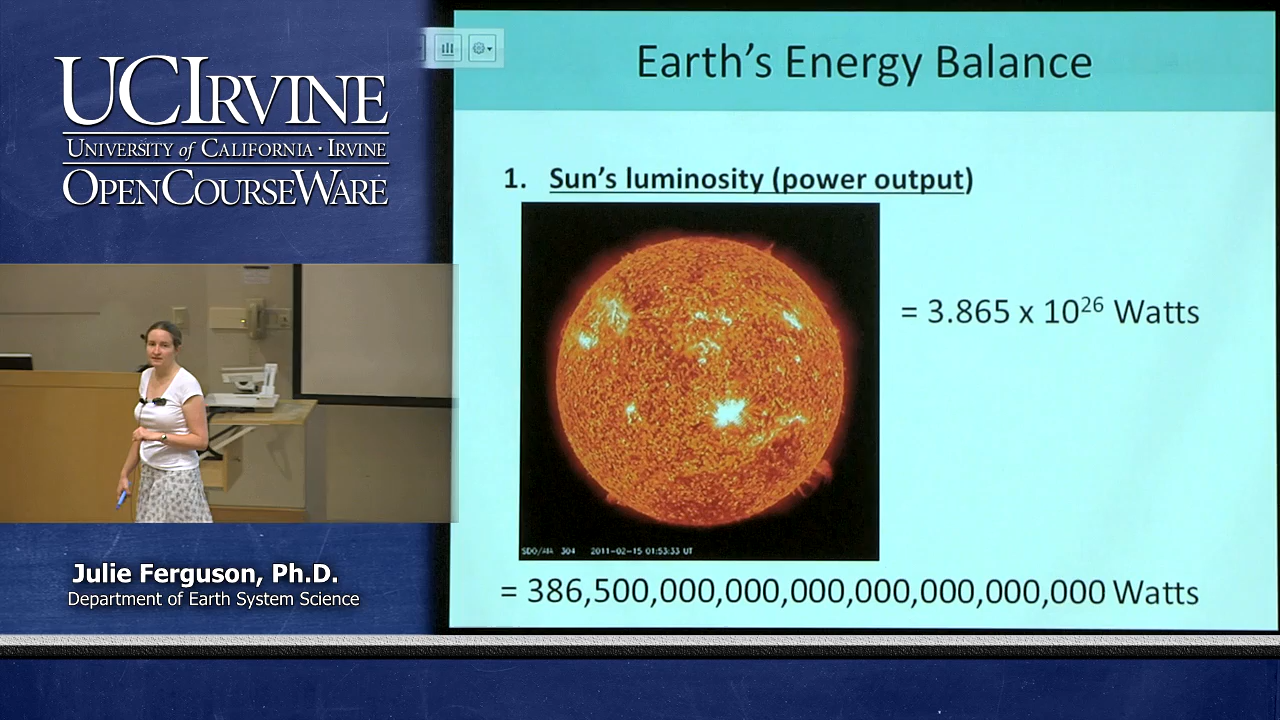 UCIRVINE
UNIVERSITY of CALIFORNIA · IRVINE
OPENCOURSEWARE
Earth's Energy Balance
1. Sun's luminosity (power output)
= 3.865 x 10²⁶ Watts
SDO/AIA 304 2011-02-15 01:53:33 UT
= 386,500,000,000,000,000,000,000,000 Watts
Julie Ferguson, Ph.D.
Department of Earth System Science